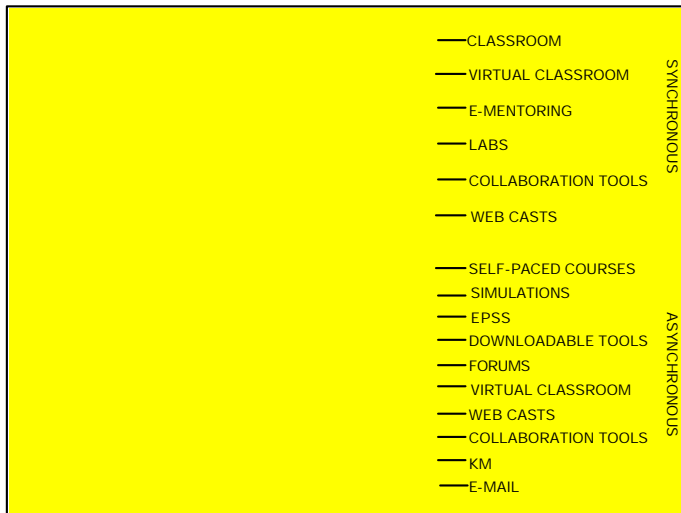 CLASSROOM
VIRTUAL CLASSROOM
E-MENTORING
LABS
COLLABORATION TOOLS
WEB CASTS
SYNCHRONOUS
SELF-PACED COURSES
SIMULATIONS
EPSS
DOWNLOADABLE TOOLS
FORUMS
VIRTUAL CLASSROOM
WEB CASTS
COLLABORATION TOOLS
KM
E-MAIL
ASYNCHRONOUS